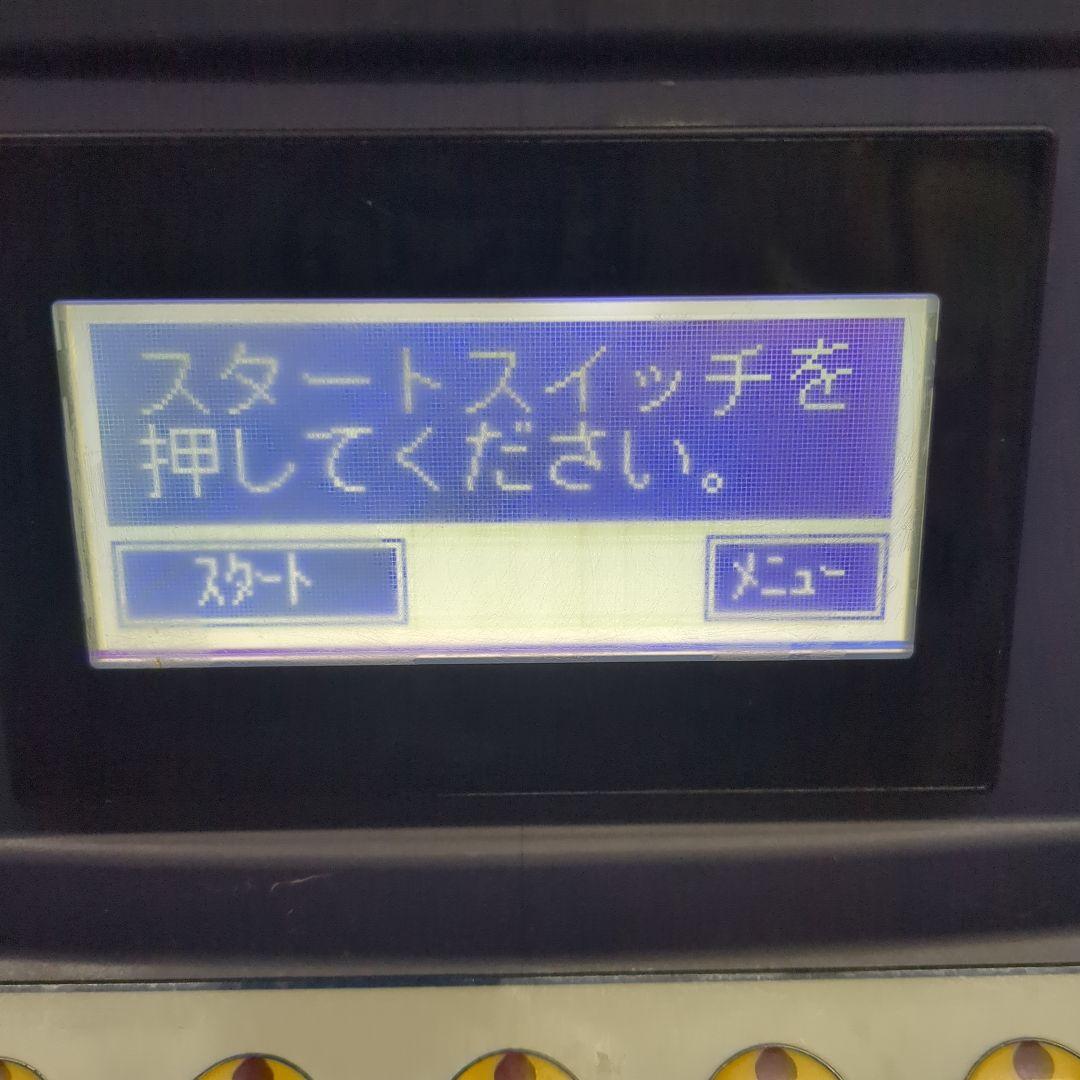 スタートスイッチを
押してください。
スタート
メニュー